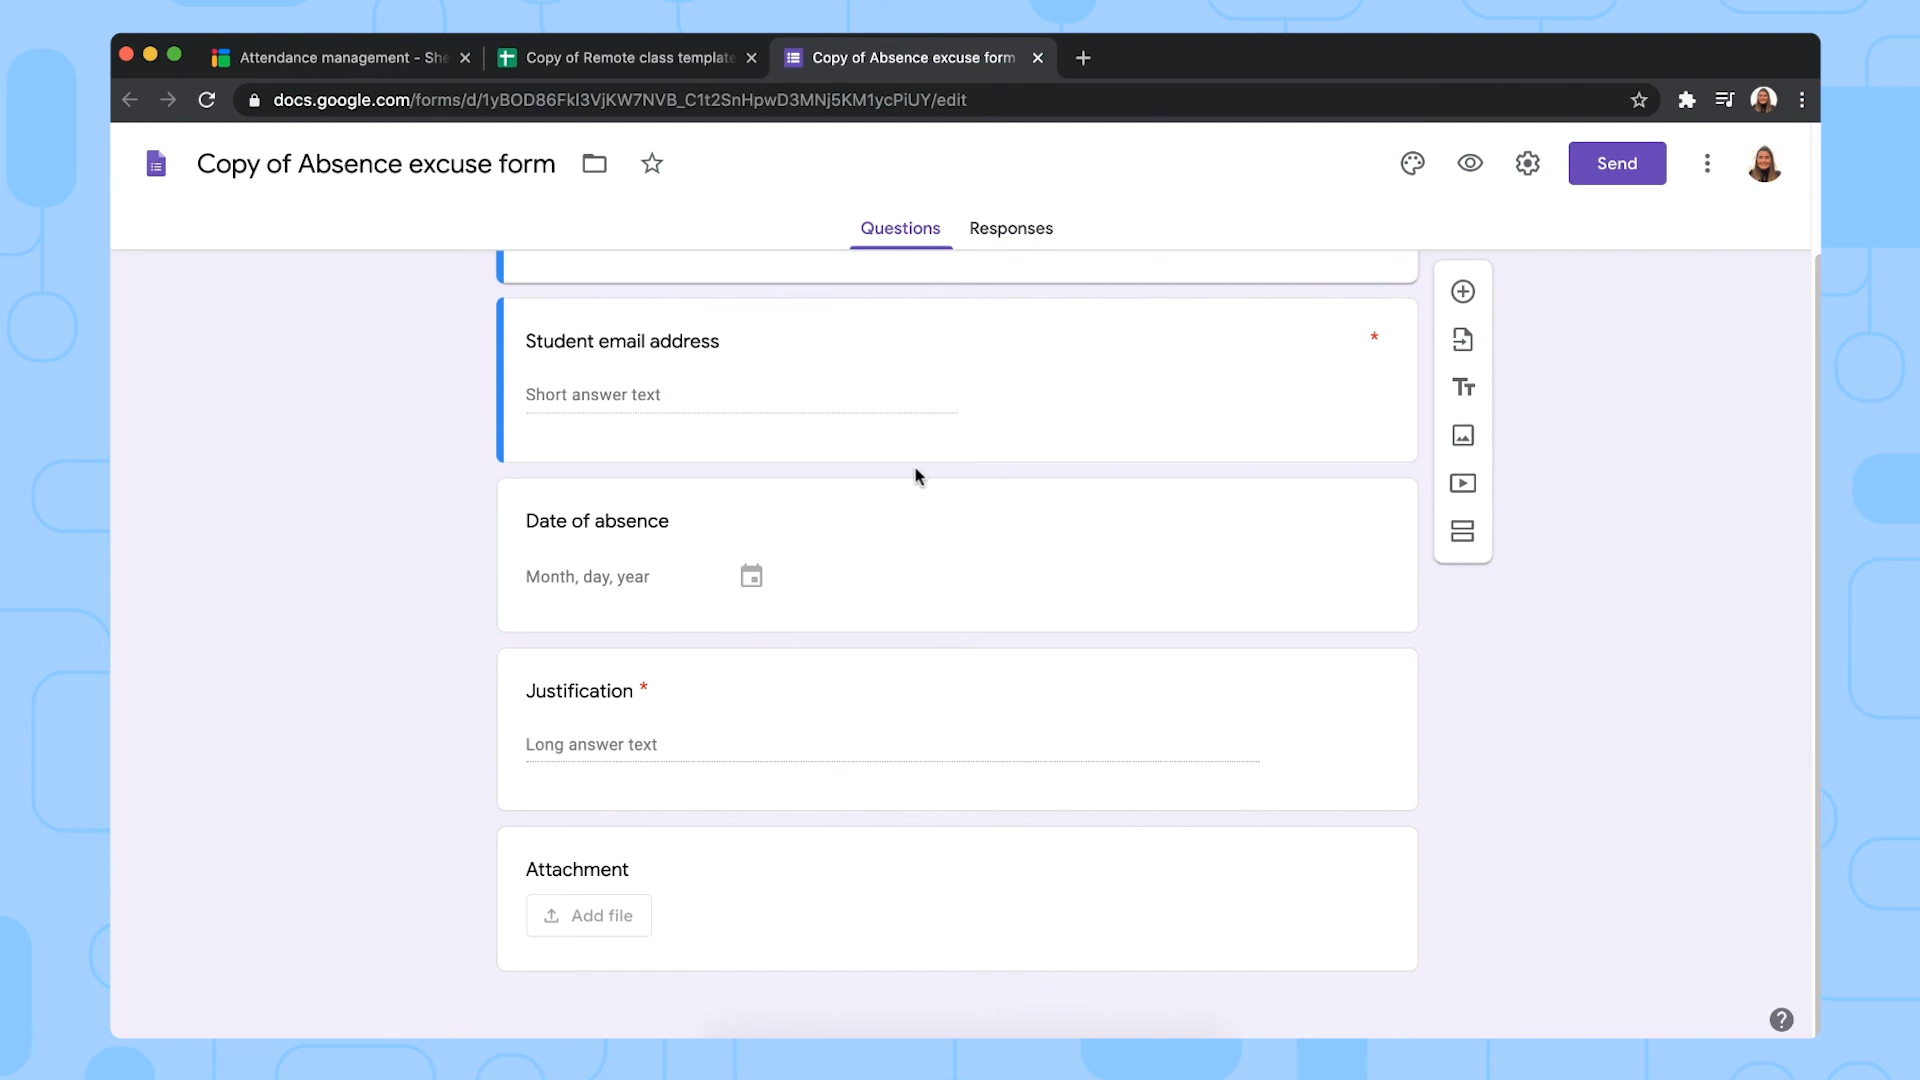 Attendance management - She
Copy of Remote class template
Copy of Absence excuse form
docs.google.com/forms/d/1yBOD86FkI3VjKW7NVB_C1t2SnHpwD3MNj5KM1ycPiUY/edit
Copy of Absence excuse form
Send
Questions
Responses
Student email address
*
Short answer text
Date of absence
Month, day, year
Justification *
Long answer text
Attachment
Add file